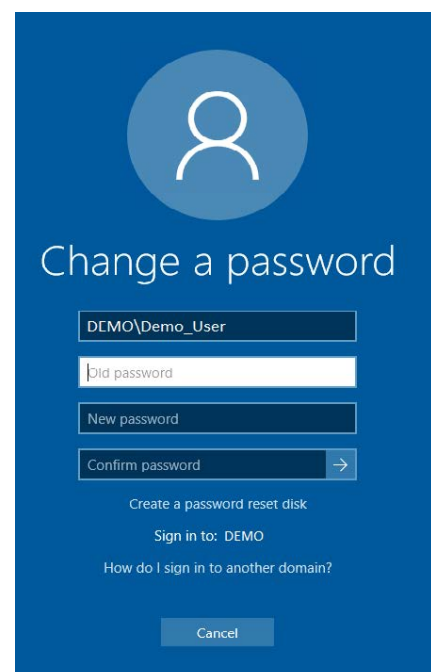 Change a password
DEMO\Demo_User
Old password
New password
Confirm password
Create a password reset disk
Sign in to: DEMO
How do I sign in to another domain?
Cancel